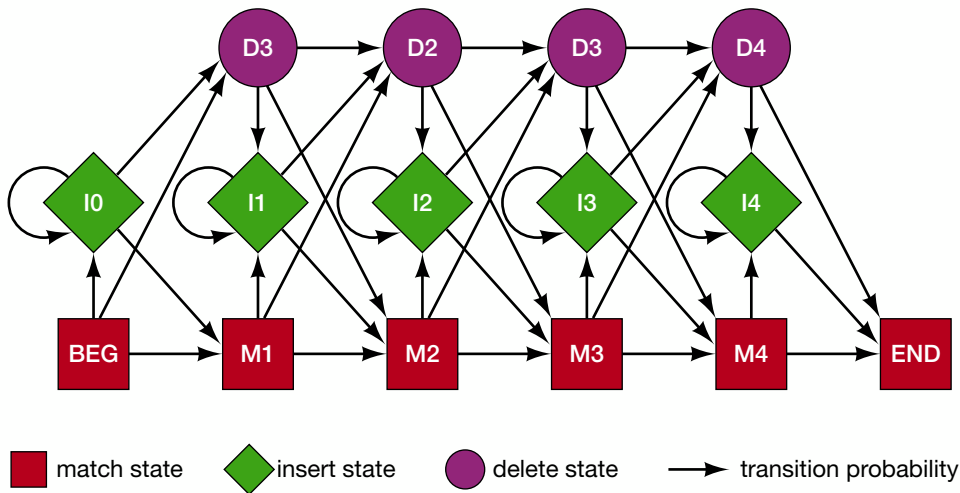 D3 D2 D3 D4
I0 I1 I2 I3 I4
BEG M1 M2 M3 M4 END
match state insert state delete state transition probability